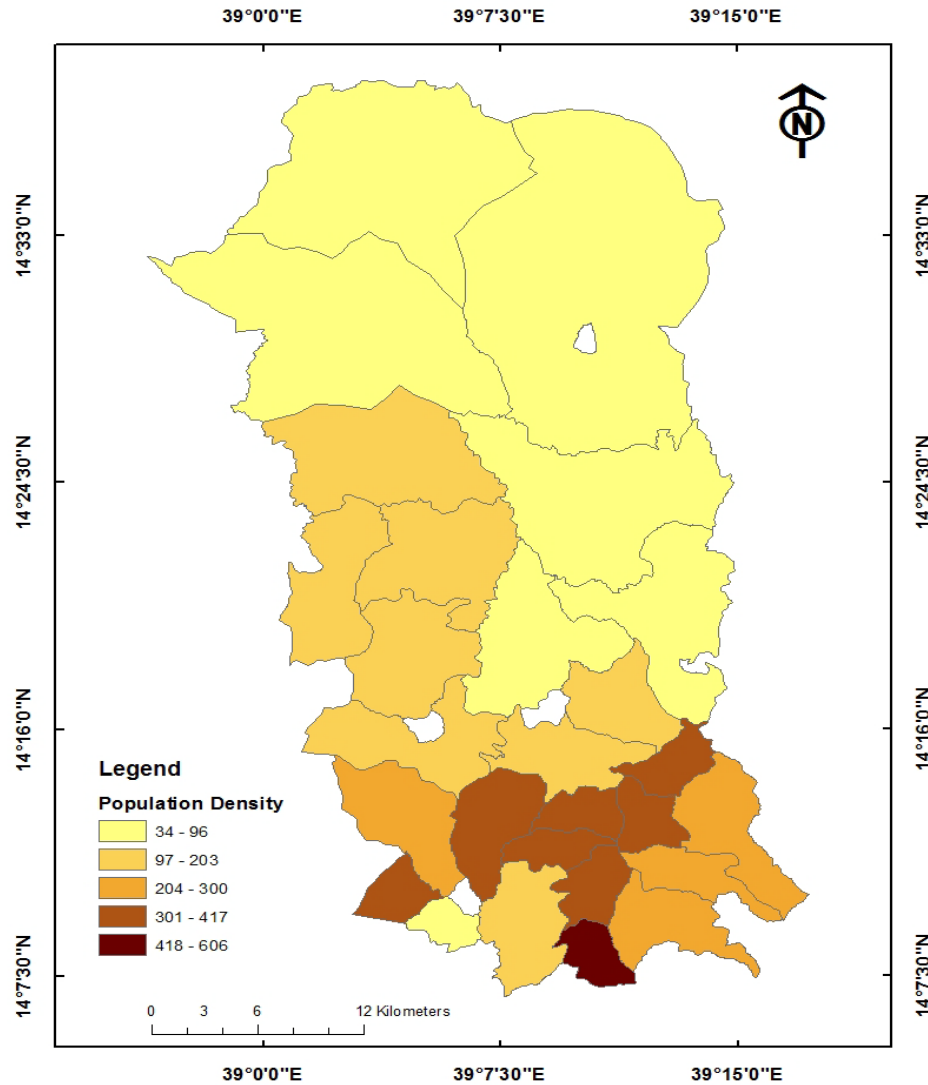 39°0'0"E 39°7'30"E 39°15'0"E
N
14°33'0"N 14°33'0"N
14°24'30"N 14°24'30"N
14°16'0"N 14°16'0"N
Legend
Population Density
34 - 96
97 - 203
204 - 300
301 - 417
418 - 606
14°7'30"N 14°7'30"N
0 3 6 12 Kilometers
39°0'0"E 39°7'30"E 39°15'0"E